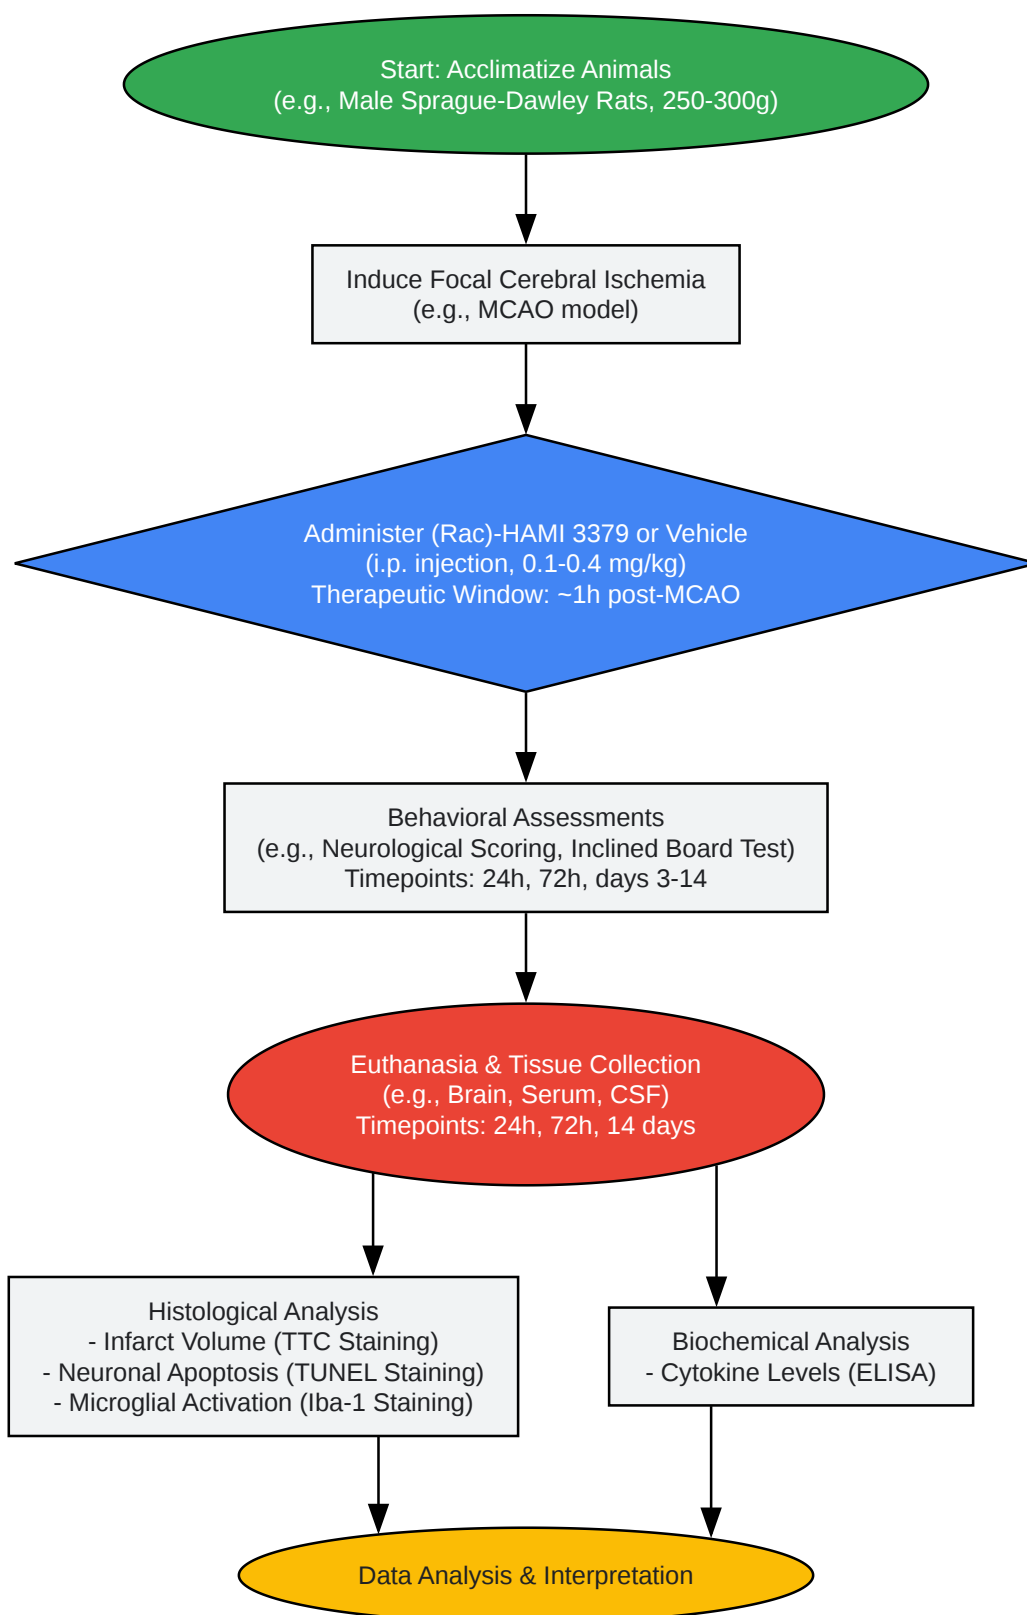 Start: Acclimatize Animals
(e.g., Male Sprague-Dawley Rats, 250-300g)
Induce Focal Cerebral Ischemia
(e.g., MCAO model)
Administer (Rac)-HAMI 3379 or Vehicle
(i.p. injection, 0.1-0.4 mg/kg)
Therapeutic Window: ~1h post-MCAO
Behavioral Assessments
(e.g., Neurological Scoring, Inclined Board Test)
Timepoints: 24h, 72h, days 3-14
Euthanasia & Tissue Collection
(e.g., Brain, Serum, CSF)
Timepoints: 24h, 72h, 14 days
Histological Analysis
- Infarct Volume (TTC Staining)
- Neuronal Apoptosis (TUNEL Staining)
- Microglial Activation (Iba-1 Staining)
Biochemical Analysis
- Cytokine Levels (ELISA)
Data Analysis & Interpretation